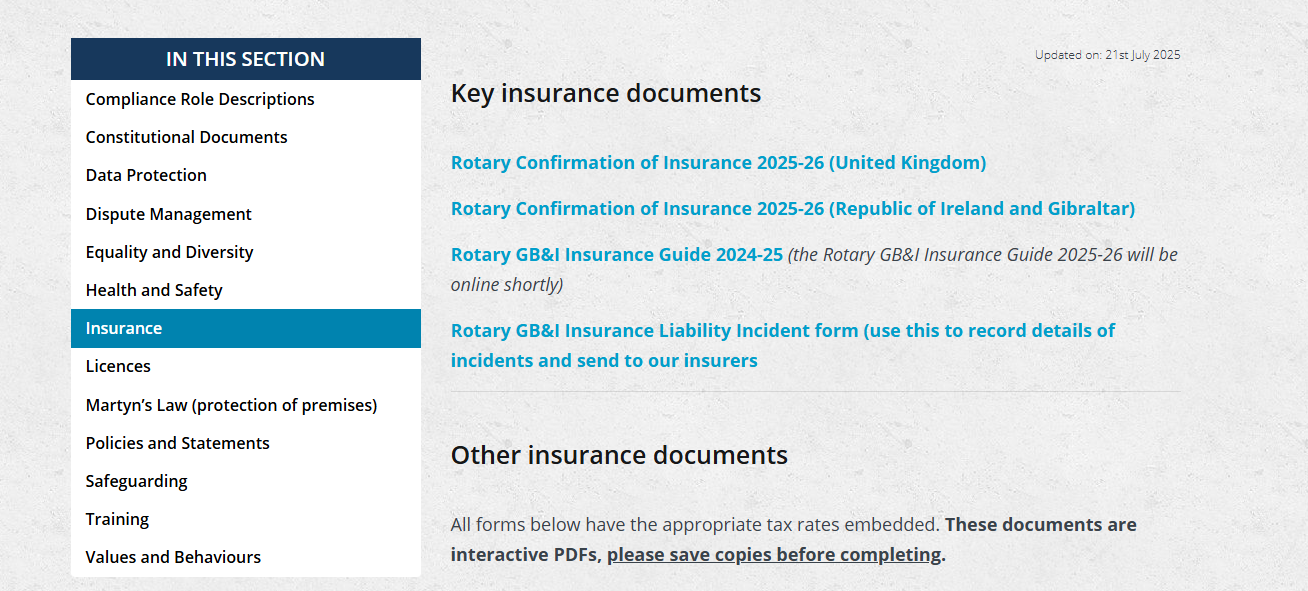 IN THIS SECTION
Compliance Role Descriptions
Constitutional Documents
Data Protection
Dispute Management
Equality and Diversity
Health and Safety
Insurance
Licences
Martyn’s Law (protection of premises)
Policies and Statements
Safeguarding
Training
Values and Behaviours
Updated on: 21st July 2025
Key insurance documents
Rotary Confirmation of Insurance 2025-26 (United Kingdom)
Rotary Confirmation of Insurance 2025-26 (Republic of Ireland and Gibraltar)
Rotary GB&I Insurance Guide 2024-25 (the Rotary GB&I Insurance Guide 2025-26 will be
online shortly)
Rotary GB&I Insurance Liability Incident form (use this to record details of
incidents and send to our insurers
Other insurance documents
All forms below have the appropriate tax rates embedded. These documents are
interactive PDFs, please save copies before completing.